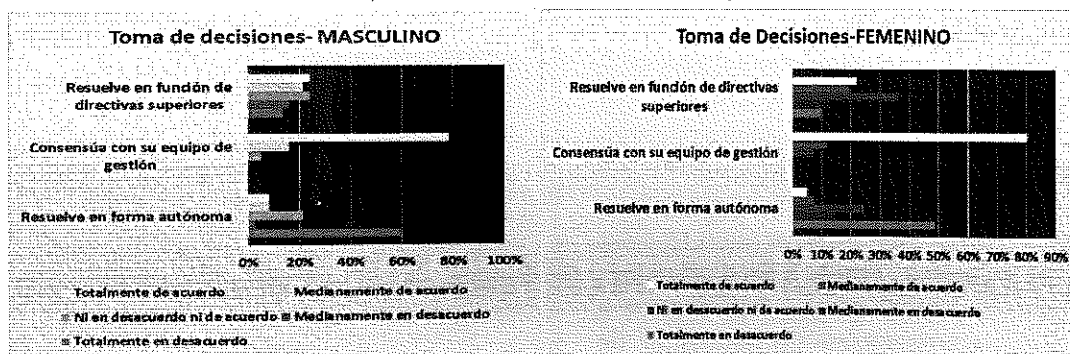 Toma de decisiones- MASCULINO
Resuelve en función de
directivas superiores
Consensúa con su equipo de
gestión
Resuelve en forma autónoma
0% 20% 40% 60% 80% 100%
Totalmente de acuerdo Medianamente de acuerdo
Ni en desacuerdo ni de acuerdo Medianamente en desacuerdo
Totalmente en desacuerdo
Toma de Decisiones-FEMENINO
Resuelve en función de directivas
superiores
Consensúa con su equipo de gestión
Resuelve en forma autónoma
0% 10% 20% 30% 40% 50% 60% 70% 80% 90%
Totalmente de acuerdo Medianamente de acuerdo
Ni en desacuerdo ni de acuerdo Medianamente en desacuerdo
Totalmente en desacuerdo